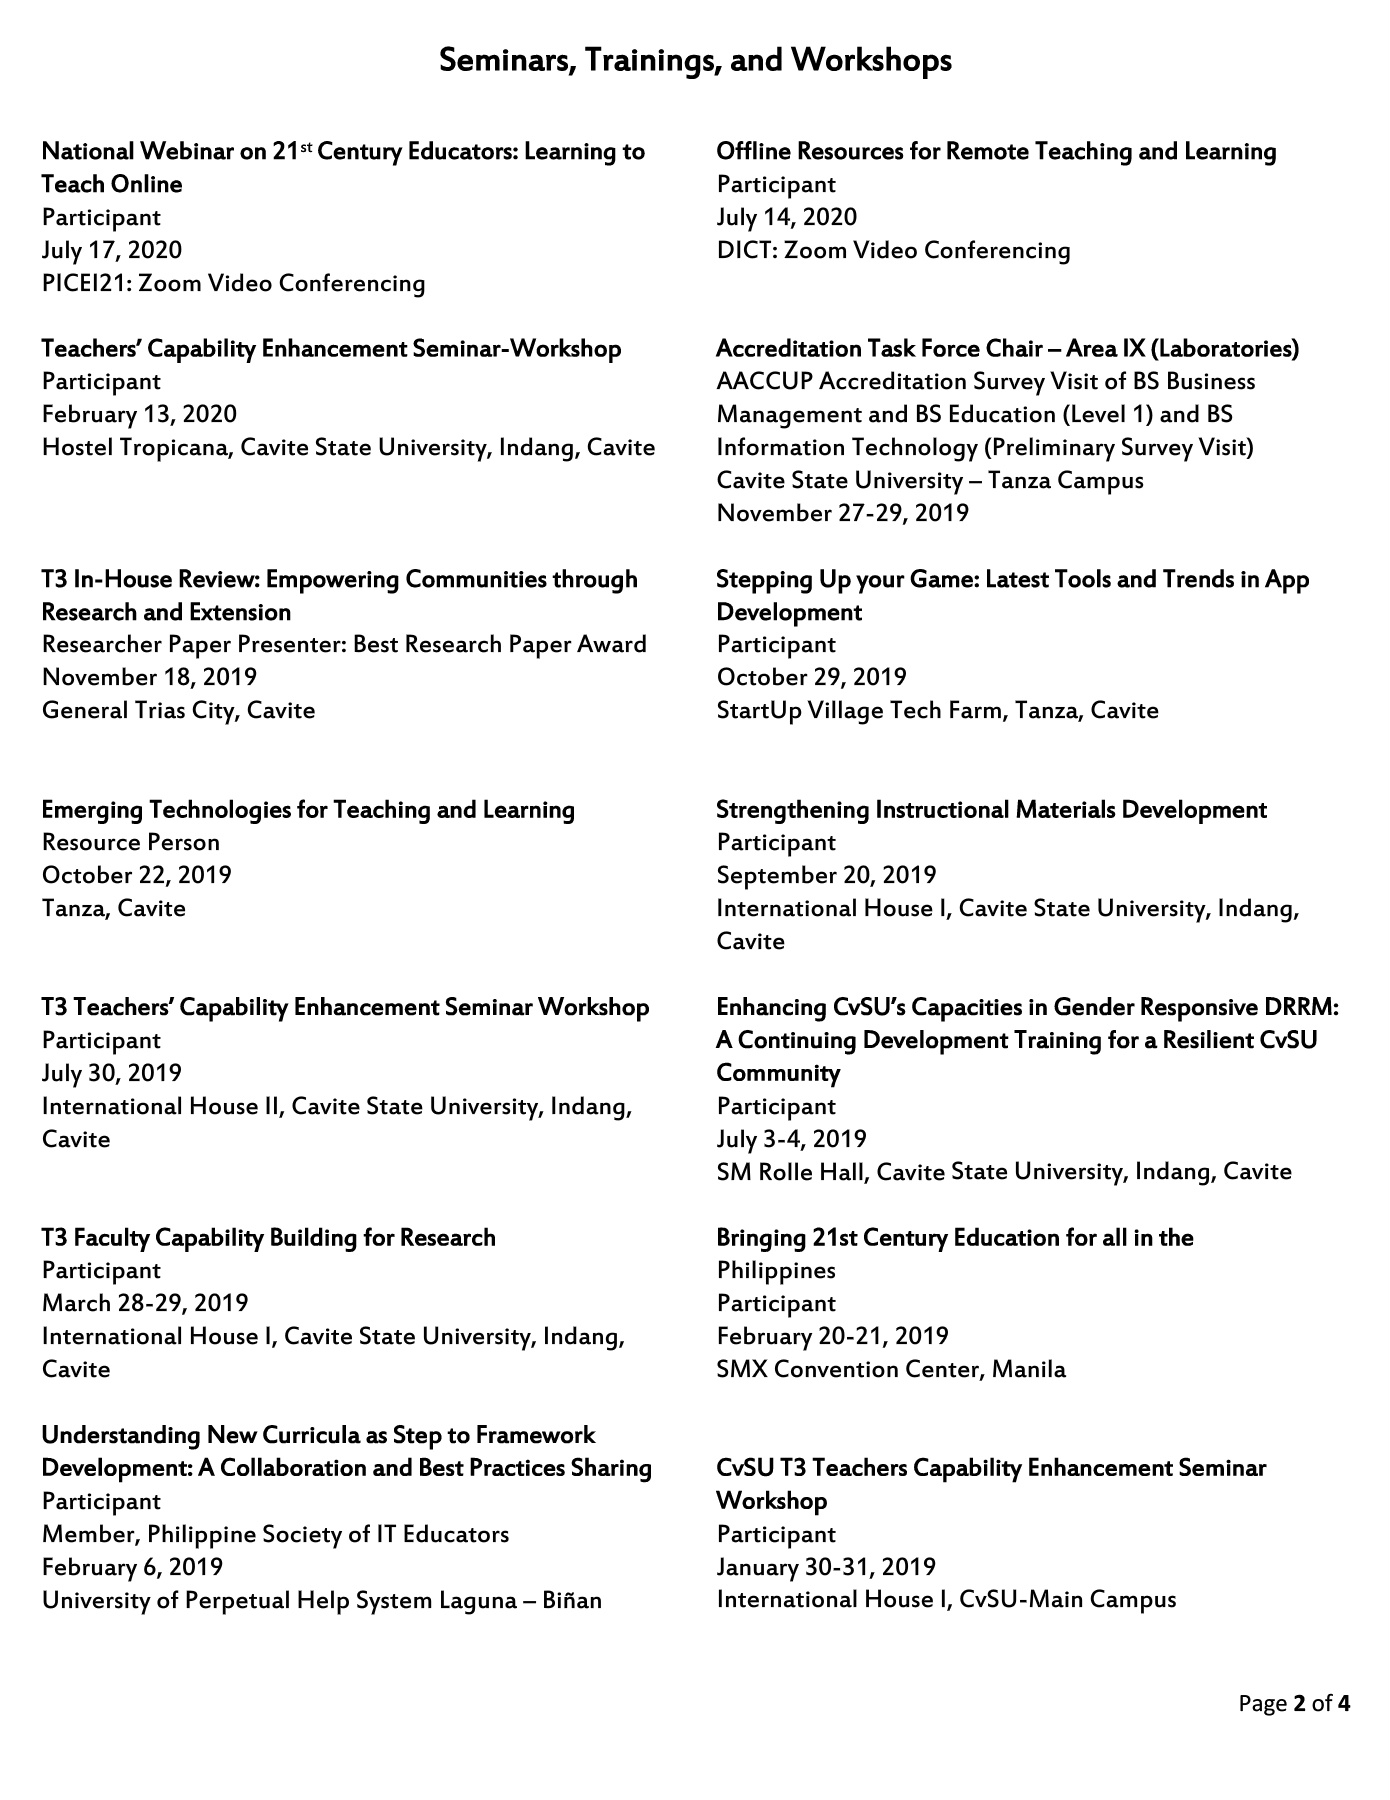 Seminars, Trainings, and Workshops
National Webinar on 21st Century Educators: Learning to
Teach Online
Participant
July 17, 2020
PICEI21: Zoom Video Conferencing
Offline Resources for Remote Teaching and Learning
Participant
July 14, 2020
DICT: Zoom Video Conferencing
Teachers’ Capability Enhancement Seminar-Workshop
Participant
February 13, 2020
Hostel Tropicana, Cavite State University, Indang, Cavite
Accreditation Task Force Chair – Area IX (Laboratories)
AACCUP Accreditation Survey Visit of BS Business
Management and BS Education (Level 1) and BS
Information Technology (Preliminary Survey Visit)
Cavite State University – Tanza Campus
November 27-29, 2019
T3 In-House Review: Empowering Communities through
Research and Extension
Researcher Paper Presenter: Best Research Paper Award
November 18, 2019
General Trias City, Cavite
Stepping Up your Game: Latest Tools and Trends in App
Development
Participant
October 29, 2019
StartUp Village Tech Farm, Tanza, Cavite
Emerging Technologies for Teaching and Learning
Resource Person
October 22, 2019
Tanza, Cavite
Strengthening Instructional Materials Development
Participant
September 20, 2019
International House I, Cavite State University, Indang,
Cavite
T3 Teachers’ Capability Enhancement Seminar Workshop
Participant
July 30, 2019
International House II, Cavite State University, Indang,
Cavite
Enhancing CvSU’s Capacities in Gender Responsive DRRM:
A Continuing Development Training for a Resilient CvSU
Community
Participant
July 3-4, 2019
SM Rolle Hall, Cavite State University, Indang, Cavite
T3 Faculty Capability Building for Research
Participant
March 28-29, 2019
International House I, Cavite State University, Indang,
Cavite
Bringing 21st Century Education for all in the
Philippines
Participant
February 20-21, 2019
SMX Convention Center, Manila
Understanding New Curricula as Step to Framework
Development: A Collaboration and Best Practices Sharing
Participant
Member, Philippine Society of IT Educators
February 6, 2019
University of Perpetual Help System Laguna – Biñan
CvSU T3 Teachers Capability Enhancement Seminar
Workshop
Participant
January 30-31, 2019
International House I, CvSU-Main Campus
Page 2 of 4